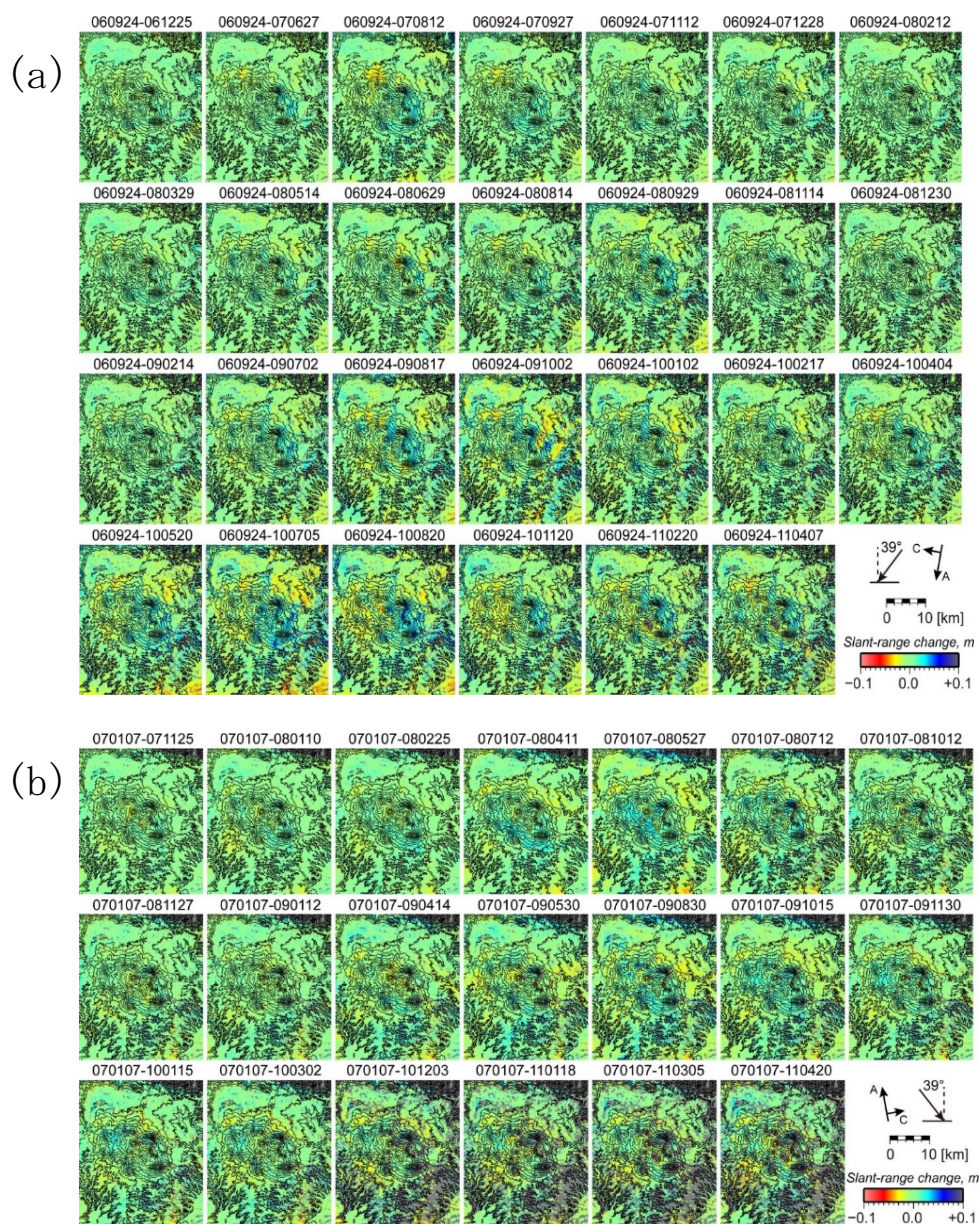 (a)
060924-061225 060924-070627 060924-070812 060924-070927 060924-071112 060924-071228 060924-080212
060924-080329 060924-080514 060924-080629 060924-080814 060924-080929 060924-081114 060924-081230
060924-090214 060924-090702 060924-090817 060924-091002 060924-100102 060924-100217 060924-100404
060924-100520 060924-100705 060924-100820 060924-101120 060924-110220 060924-110407
39° C
A
0 10 [km]
Slant-range change, m
−0.1 0.0 +0.1
(b)
070107-071125 070107-080110 070107-080225 070107-080411 070107-080527 070107-080712 070107-081012
070107-081127 070107-090112 070107-090414 070107-090530 070107-090830 070107-091015 070107-091130
070107-100115 070107-100302 070107-101203 070107-110118 070107-110305 070107-110420
A 39°
C
0 10 [km]
Slant-range change, m
−0.1 0.0 +0.1